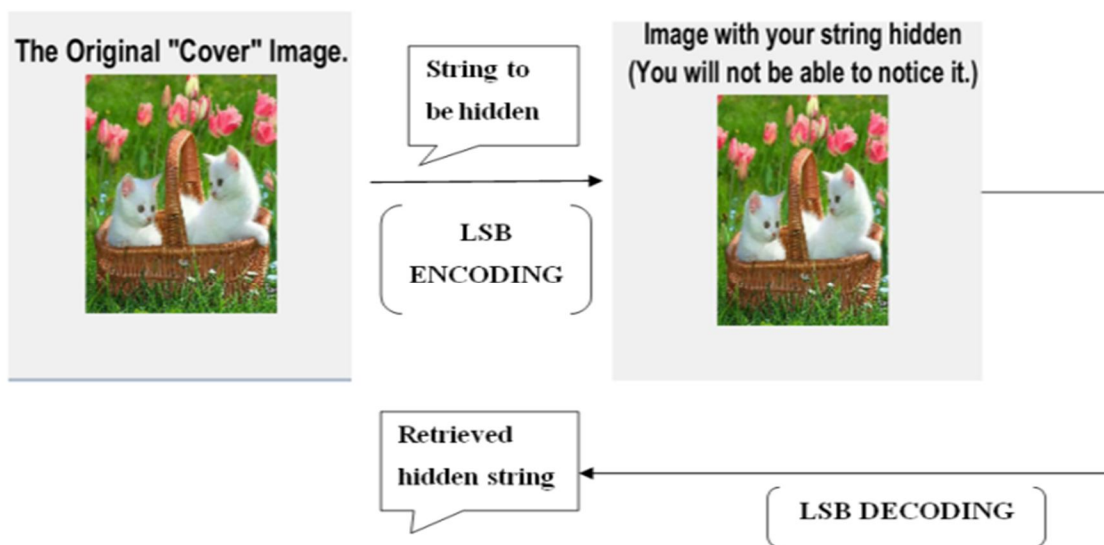 The Original "Cover" Image.
String to
be hidden
Image with your string hidden
(You will not be able to notice it.)
LSB
ENCODING
Retrieved
hidden string
LSB DECODING